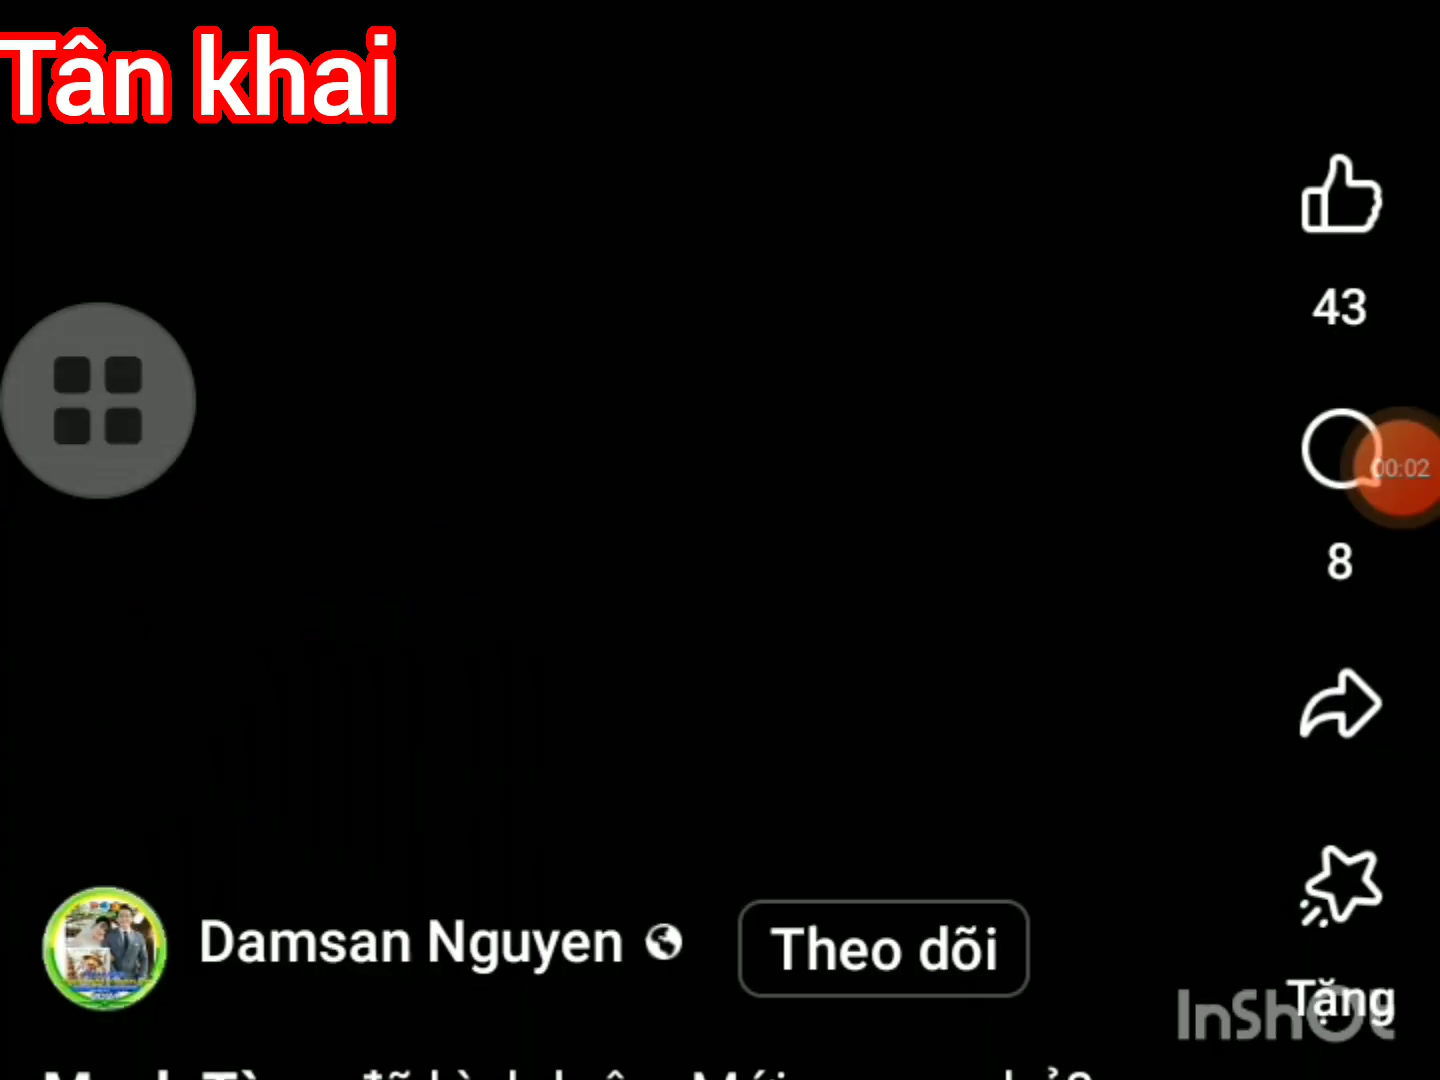 Tân khai
43
00:02
8
Damsan Nguyen
Theo dõi
Tặng
InShot